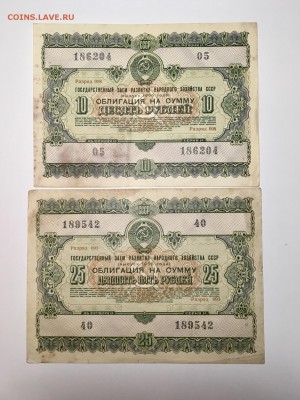 COINS.LAVE.RU
186204 05
ГОСУДАРСТВЕННЫЙ ЗАЕМ РАЗВИТИЯ НАРОДНОГО ХОЗЯЙСТВА СССР
ОБЛИГАЦИЯ НА СУММУ
10 ДЕСЯТЬ РУБЛЕЙ 10
05 186204
10
189542 40
ГОСУДАРСТВЕННЫЙ ЗАЕМ РАЗВИТИЯ НАРОДНОГО ХОЗЯЙСТВА СССР
ОБЛИГАЦИЯ НА СУММУ
25 ДВАДЦАТЬ ПЯТЬ РУБЛЕЙ 25
40 189542
25